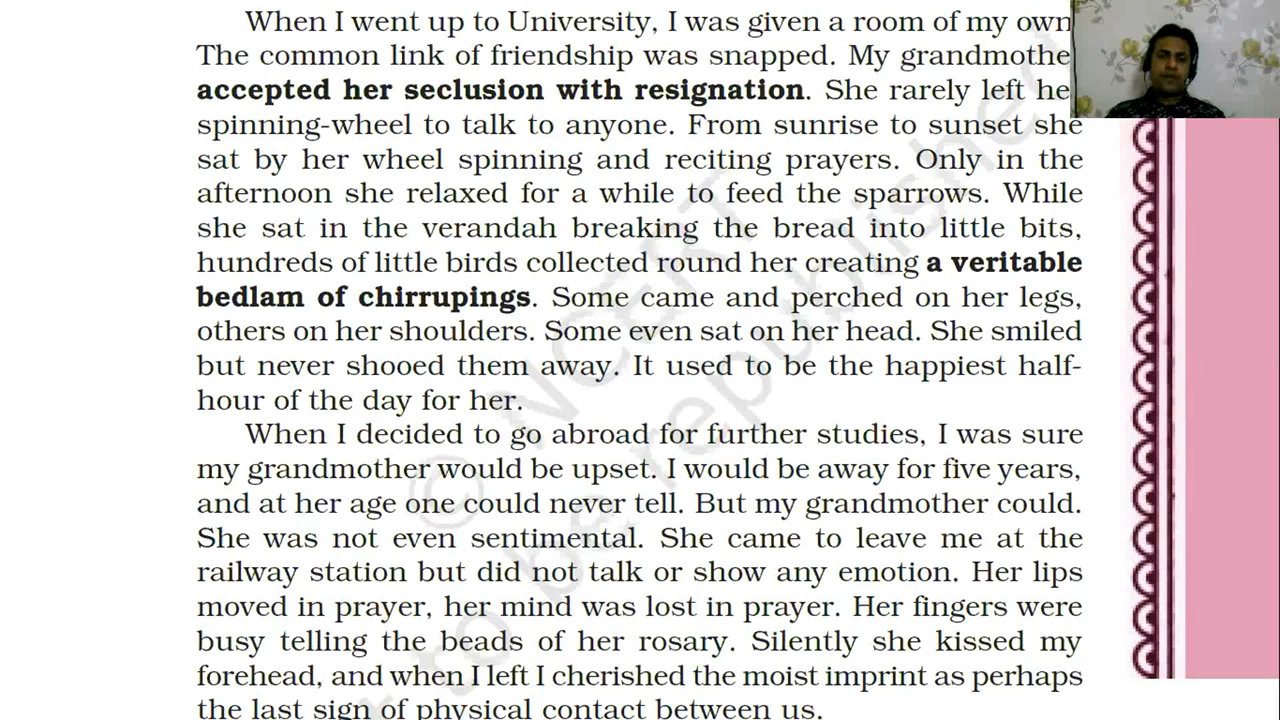 When I went up to University, I was given a room of my own
The common link of friendship was snapped. My grandmothe
accepted her seclusion with resignation. She rarely left he
spinning-wheel to talk to anyone. From sunrise to sunset she
sat by her wheel spinning and reciting prayers. Only in the
afternoon she relaxed for a while to feed the sparrows. While
she sat in the verandah breaking the bread into little bits,
hundreds of little birds collected round her creating a veritable
bedlam of chirrupings. Some came and perched on her legs,
others on her shoulders. Some even sat on her head. She smiled
but never shooed them away. It used to be the happiest half-
hour of the day for her.
When I decided to go abroad for further studies, I was sure
my grandmother would be upset. I would be away for five years,
and at her age one could never tell. But my grandmother could.
She was not even sentimental. She came to leave me at the
railway station but did not talk or show any emotion. Her lips
moved in prayer, her mind was lost in prayer. Her fingers were
busy telling the beads of her rosary. Silently she kissed my
forehead, and when I left I cherished the moist imprint as perhaps
the last sign of physical contact between us.
© NCERT
t to be republished